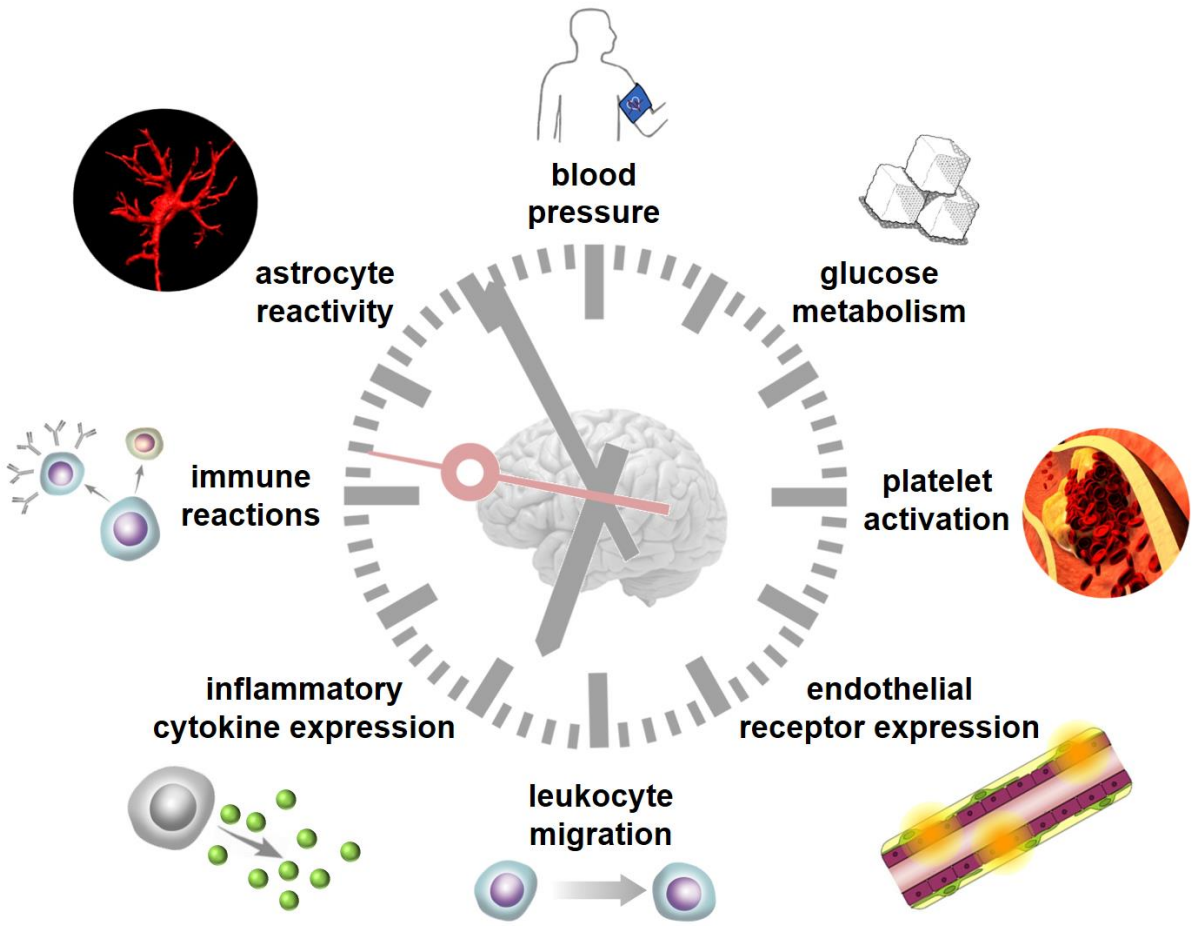 blood
pressure
astrocyte
reactivity
glucose
metabolism
immune
reactions
platelet
activation
inflammatory
cytokine expression
endothelial
receptor expression
leukocyte
migration